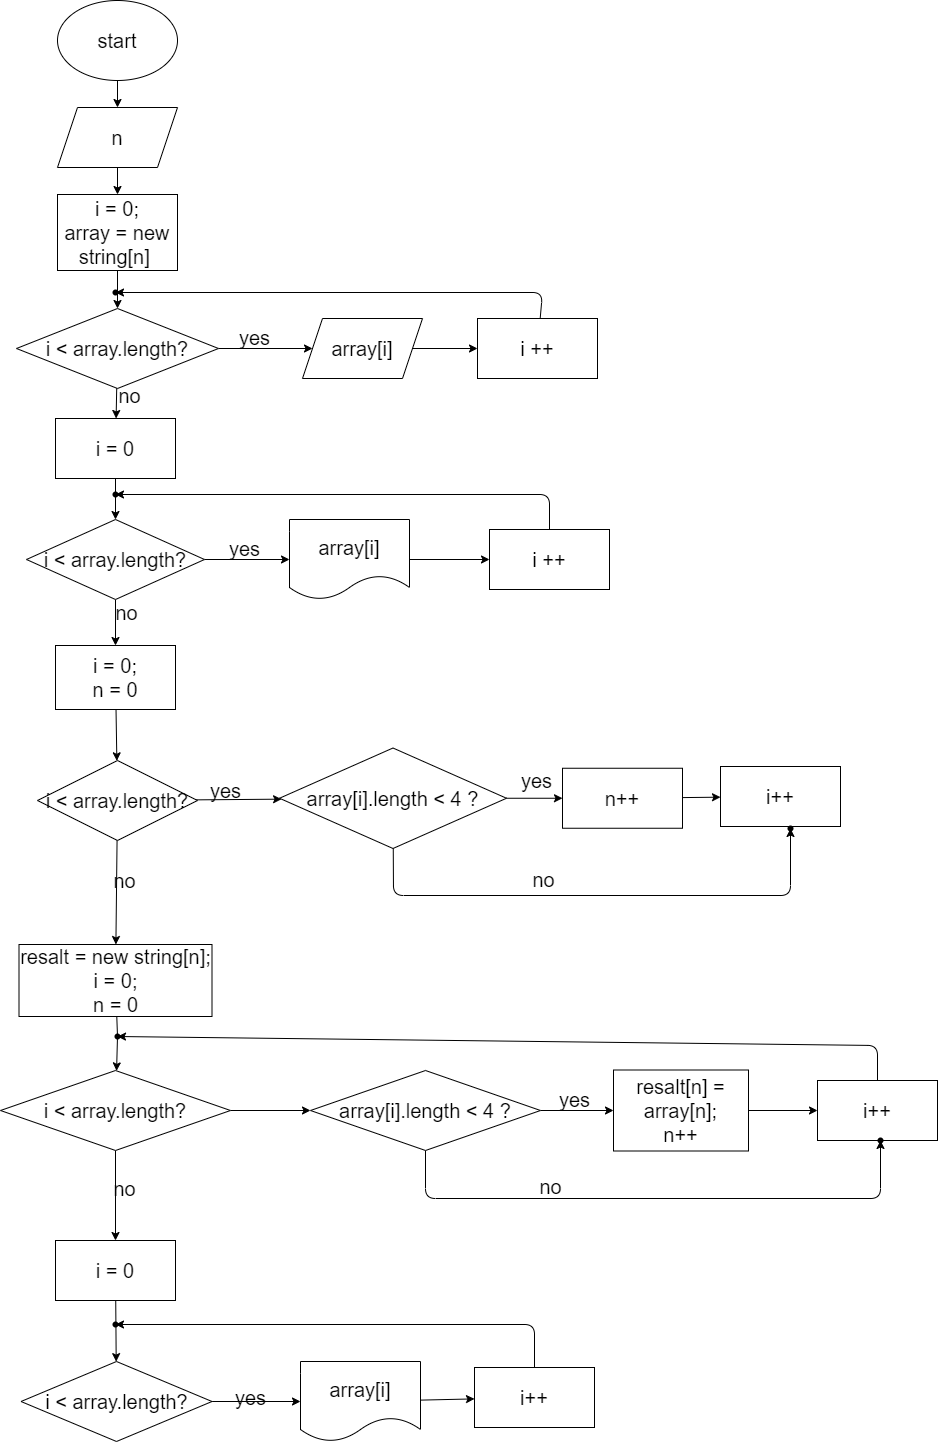 start
n
i = 0;
array = new
string[n]
i < array.length?
yes
array[i]
i ++
no
i = 0
i < array.length?
yes
array[i]
i ++
no
i = 0;
n = 0
i < array.length?
yes
array[i].length < 4 ?
yes
n++
i++
no
no
resalt = new string[n];
i = 0;
n = 0
i < array.length?
array[i].length < 4 ?
yes
resalt[n] =
array[n];
n++
i++
no
no
i = 0
i < array.length?
yes
array[i]
i++